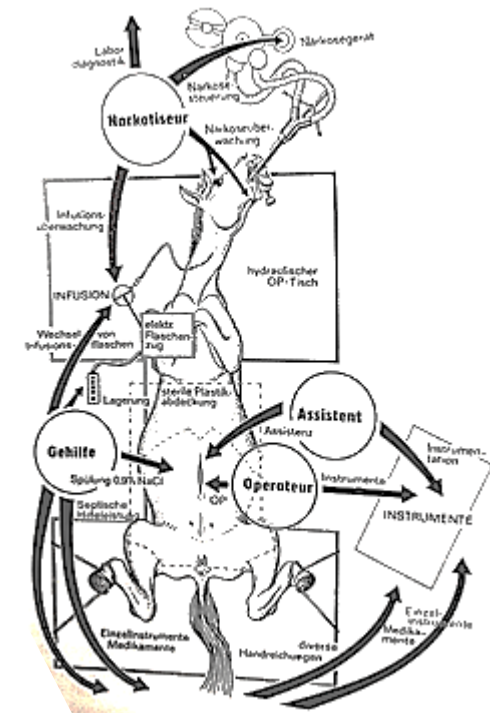 Labor
diagnostik
Narkosegerät
Narkose-
steuerung
Narkotiseur
Narkoseüber-
wachung
Infusions-
überwachung
hydraulischer
OP-Tisch
INFUSION
elektr.
Flaschen-
zug
Wechsel von
Infusions-flaschen
Lagerung
sterile Plastik-
abdeckung
Assistent
Assistenz
Gehilfe
Instrumen-
tation
Spülung 0,9% NaCl
Operateur
Instrumente
OP
INSTRUMENTE
Septische
Hilfeleistung
Einzel-
instrumente
Medika-
mente
Einzelinstrumente
Medikamente
diverse
Handreichungen